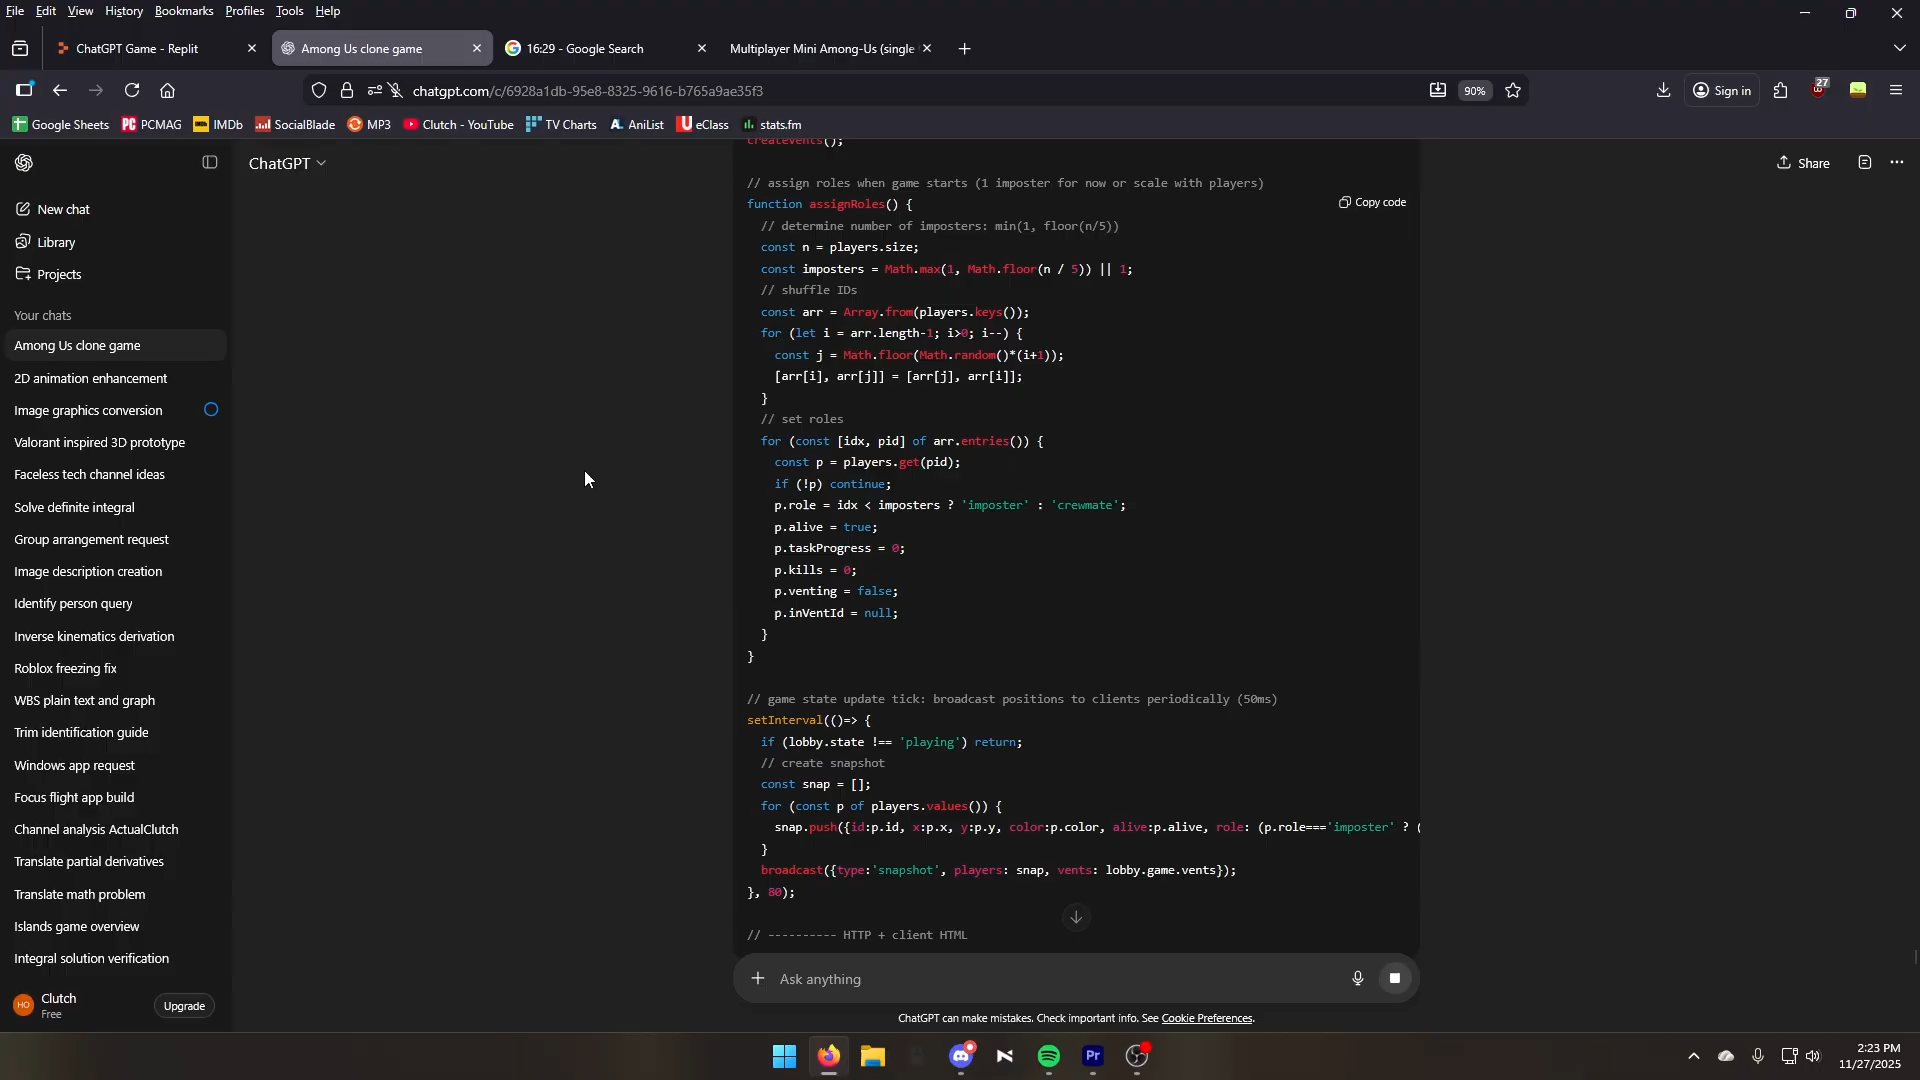 File Edit View History Bookmarks Profiles Tools Help
ChatGPT Game - Replit
Among Us clone game
16:29 - Google Search
Multiplayer Mini Among-Us (single
chatgpt.com/c/6928a1db-95e8-8325-9616-b765a9ae35f3
90%
Sign in
27
Google Sheets PCMAG IMDb SocialBlade MP3 Clutch - YouTube TV Charts AniList eClass stats.fm
ChatGPT
Share
New chat
Library
Projects
Your chats
Among Us clone game
2D animation enhancement
Image graphics conversion
Valorant inspired 3D prototype
Faceless tech channel ideas
Solve definite integral
Group arrangement request
Image description creation
Identify person query
Inverse kinematics derivation
Roblox freezing fix
WBS plain text and graph
Trim identification guide
Windows app request
Focus flight app build
Channel analysis ActualClutch
Translate partial derivatives
Translate math problem
Islands game overview
Integral solution verification
HO
Clutch
Free
Upgrade
createVents();
// assign roles when game starts (1 imposter for now or scale with players)
Copy code
function assignRoles() {
// determine number of imposters: min(1, floor(n/5))
const n = players.size;
const imposters = Math.max(1, Math.floor(n / 5)) || 1;
// shuffle IDs
const arr = Array.from(players.keys());
for (let i = arr.length-1; i>0; i--) {
const j = Math.floor(Math.random()*(i+1));
[arr[i], arr[j]] = [arr[j], arr[i]];
}
// set roles
for (const [idx, pid] of arr.entries()) {
const p = players.get(pid);
if (!p) continue;
p.role = idx < imposters ? 'imposter' : 'crewmate';
p.alive = true;
p.taskProgress = 0;
p.kills = 0;
p.venting = false;
p.inVentId = null;
}
}
// game state update tick: broadcast positions to clients periodically (50ms)
setInterval(()=> {
if (lobby.state !== 'playing') return;
// create snapshot
const snap = [];
for (const p of players.values()) {
snap.push({id:p.id, x:p.x, y:p.y, color:p.color, alive:p.alive, role: (p.role==='imposter' ? (
}
broadcast({type:'snapshot', players: snap, vents: lobby.game.vents});
}, 80);
// ---------- HTTP + client HTML
Ask anything
ChatGPT can make mistakes. Check important info. See Cookie Preferences.
Pr
2:23 PM
11/27/2025